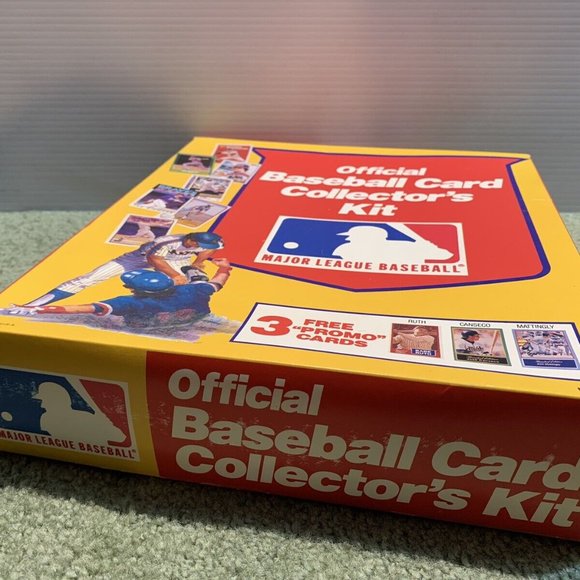 Official
Baseball Card
Collector's
Kit
MAJOR LEAGUE BASEBALL
3 FREE
"PROMO"
CARDS
RUTH
CANSECO
MATTINGLY
MAJOR LEAGUE BASEBALL
Official
Baseball Card
Collector's Kit